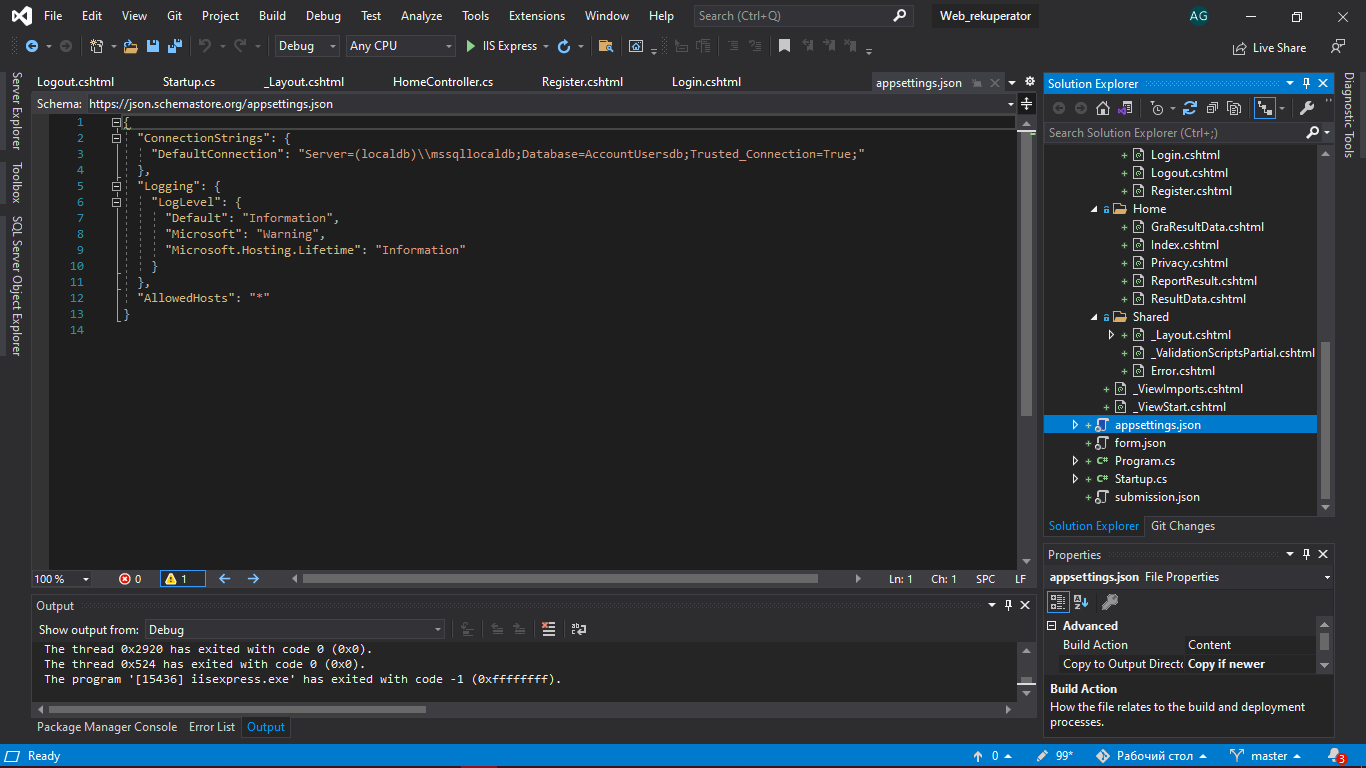 File Edit View Git Project Build Debug Test Analyze Tools Extensions Window Help Search (Ctrl+Q) Web_rekuperator AG
Debug Any CPU IIS Express Live Share
Server Explorer
Toolbox
SQL Server Object Explorer
Logout.cshtml Startup.cs _Layout.cshtml HomeController.cs Register.cshtml Login.cshtml appsettings.json
Schema: https://json.schemastore.org/appsettings.json
1 {
2 "ConnectionStrings": {
3 "DefaultConnection": "Server=(localdb)\\mssqllocaldb;Database=AccountUsersdb;Trusted_Connection=True;"
4 },
5 "Logging": {
6 "LogLevel": {
7 "Default": "Information",
8 "Microsoft": "Warning",
9 "Microsoft.Hosting.Lifetime": "Information"
10 }
11 },
12 "AllowedHosts": "*"
13 }
14
100 % 0 1 Ln: 1 Ch: 1 SPC LF
Output
Show output from: Debug
The thread 0x2920 has exited with code 0 (0x0).
The thread 0x524 has exited with code 0 (0x0).
The program '[15436] iisexpress.exe' has exited with code -1 (0xffffffff).
Package Manager Console Error List Output
Solution Explorer
Search Solution Explorer (Ctrl+;)
Login.cshtml
Logout.cshtml
Register.cshtml
Home
GraResultData.cshtml
Index.cshtml
Privacy.cshtml
ReportResult.cshtml
ResultData.cshtml
Shared
_Layout.cshtml
_ValidationScriptsPartial.cshtml
Error.cshtml
_ViewImports.cshtml
_ViewStart.cshtml
appsettings.json
form.json
C# Program.cs
C# Startup.cs
submission.json
Solution Explorer Git Changes
Properties
appsettings.json File Properties
Advanced
Build Action Content
Copy to Output Directo Copy if newer
Build Action
How the file relates to the build and deployment
processes.
Diagnostic Tools
Ready 0 99* Рабочий стол master 3